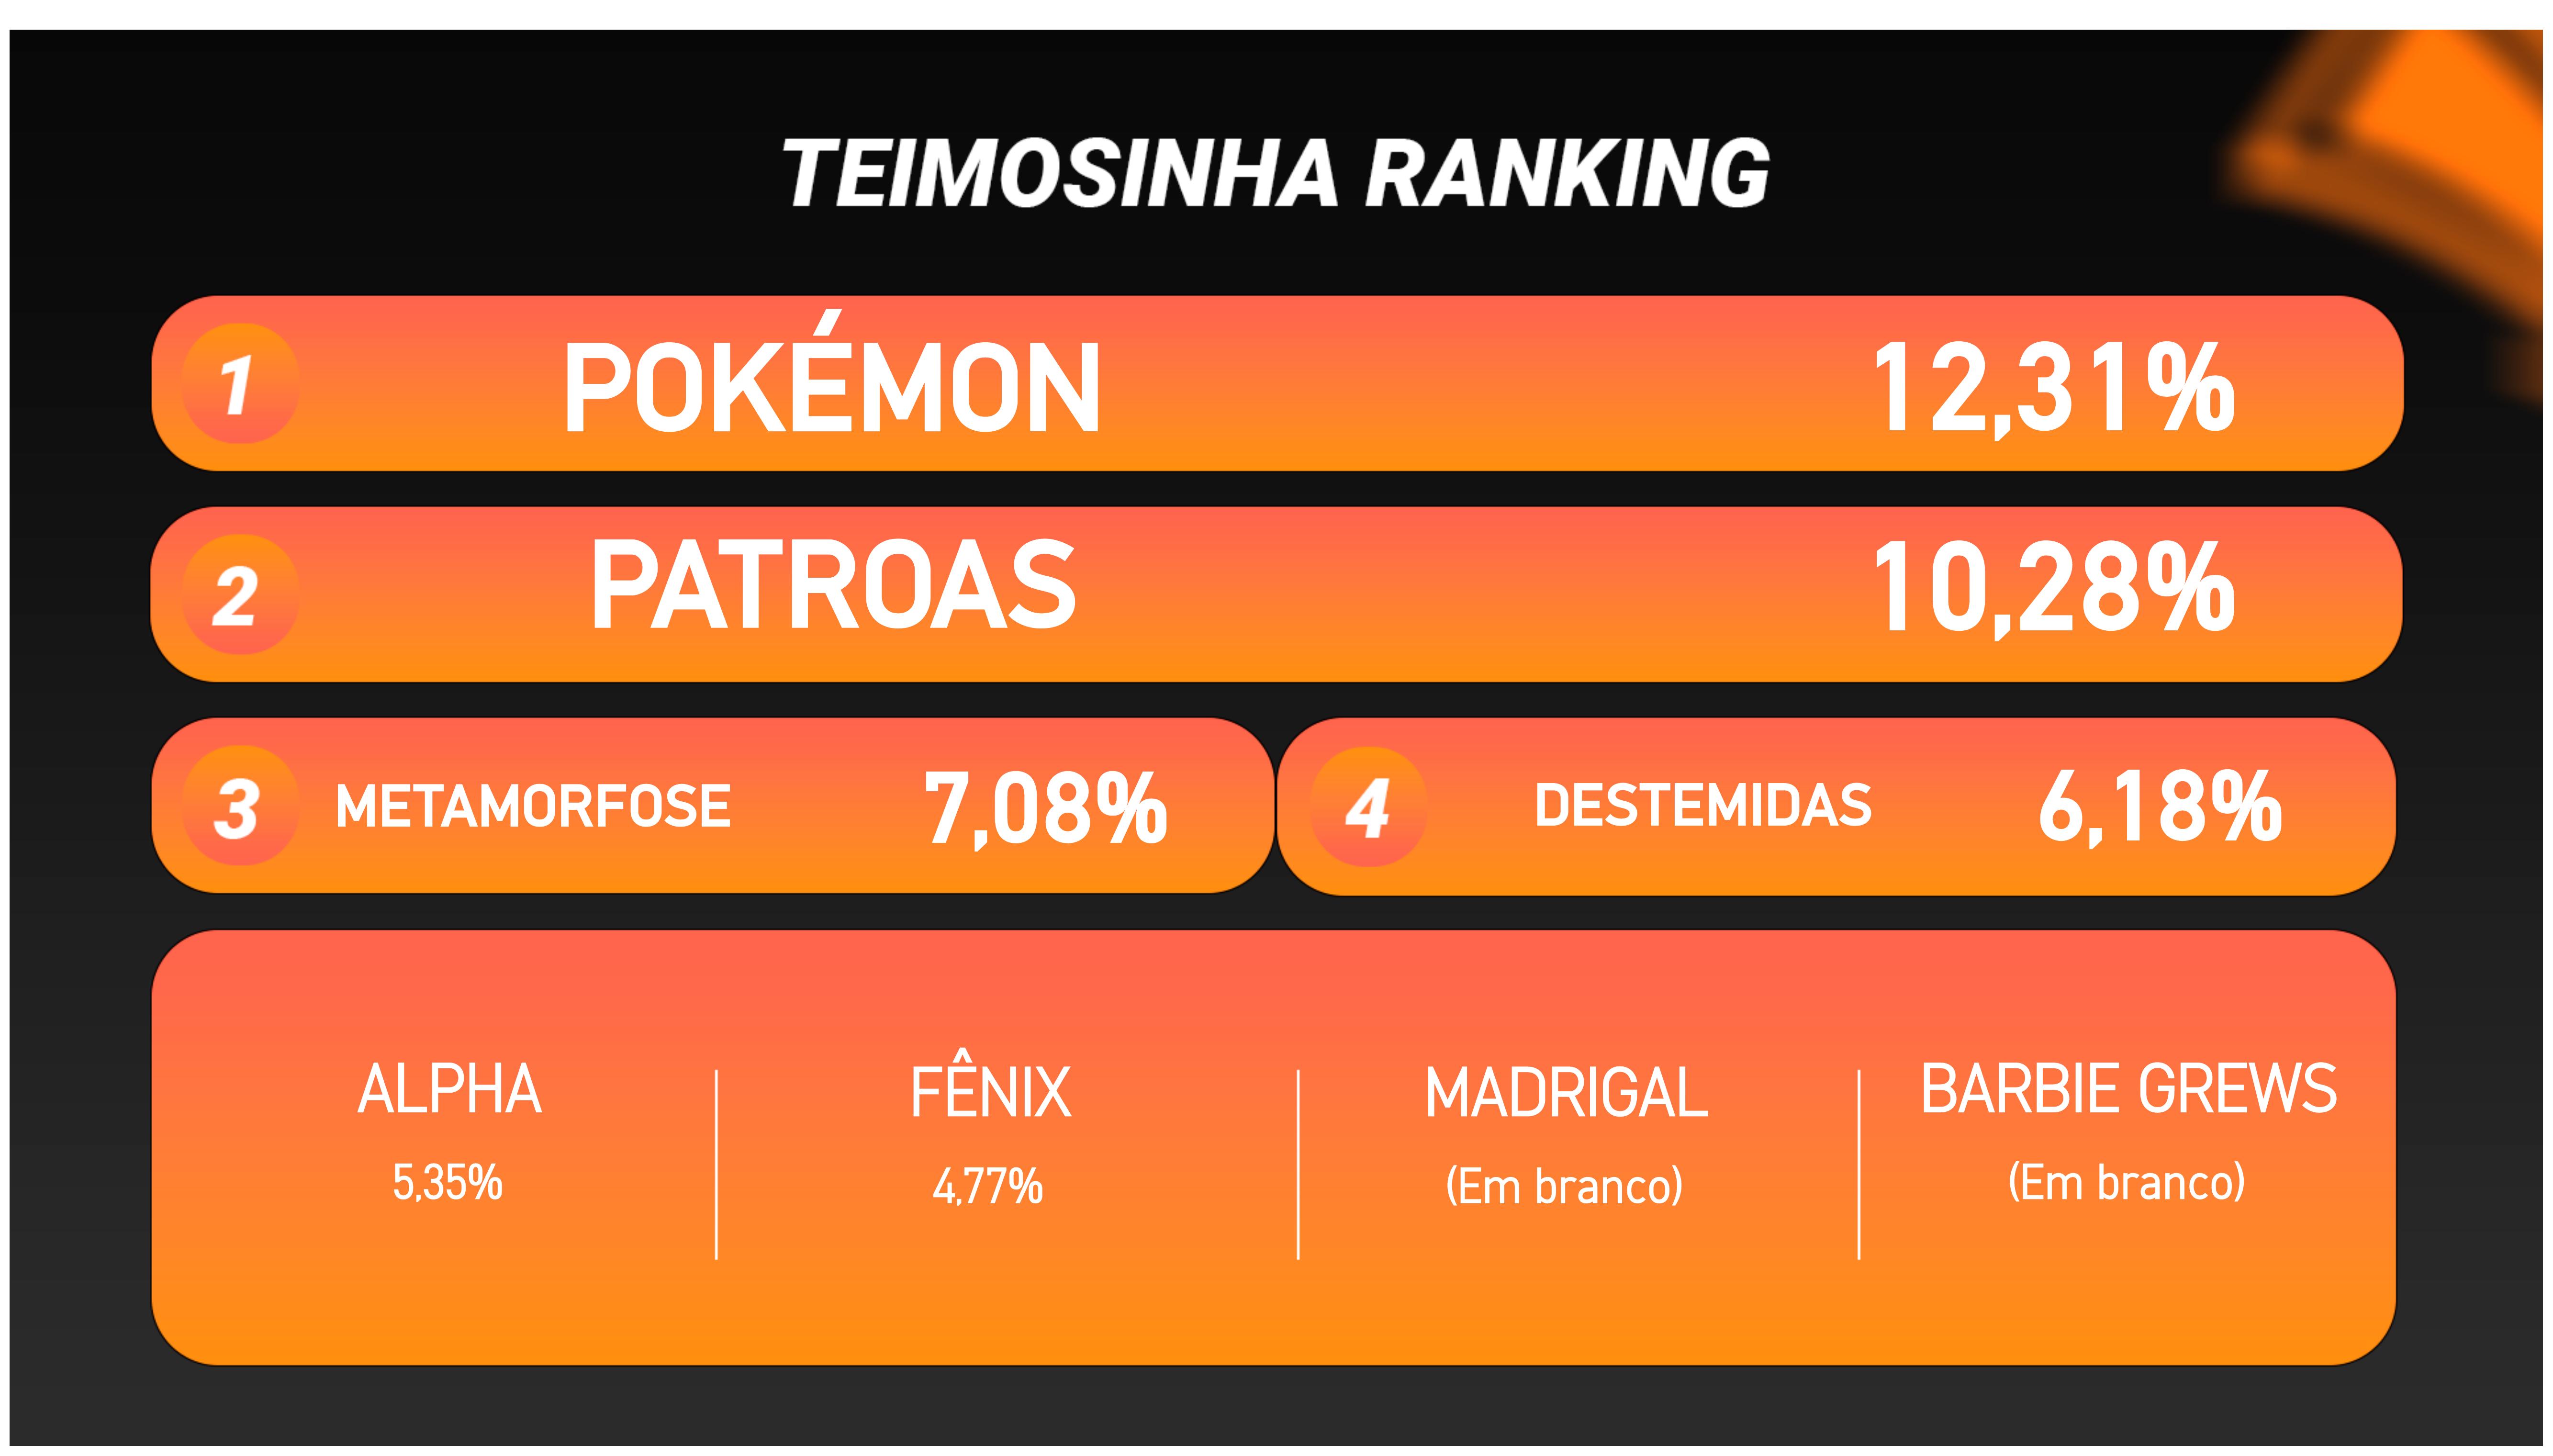 TEIMOSINHA RANKING
1 POKÉMON 12,31%
2 PATROAS 10,28%
3 METAMORFOSE 7,08%
4 DESTEMIDAS 6,18%
ALPHA
5,35%
FÊNIX
4,77%
MADRIGAL
(Em branco)
BARBIE GREWS
(Em branco)